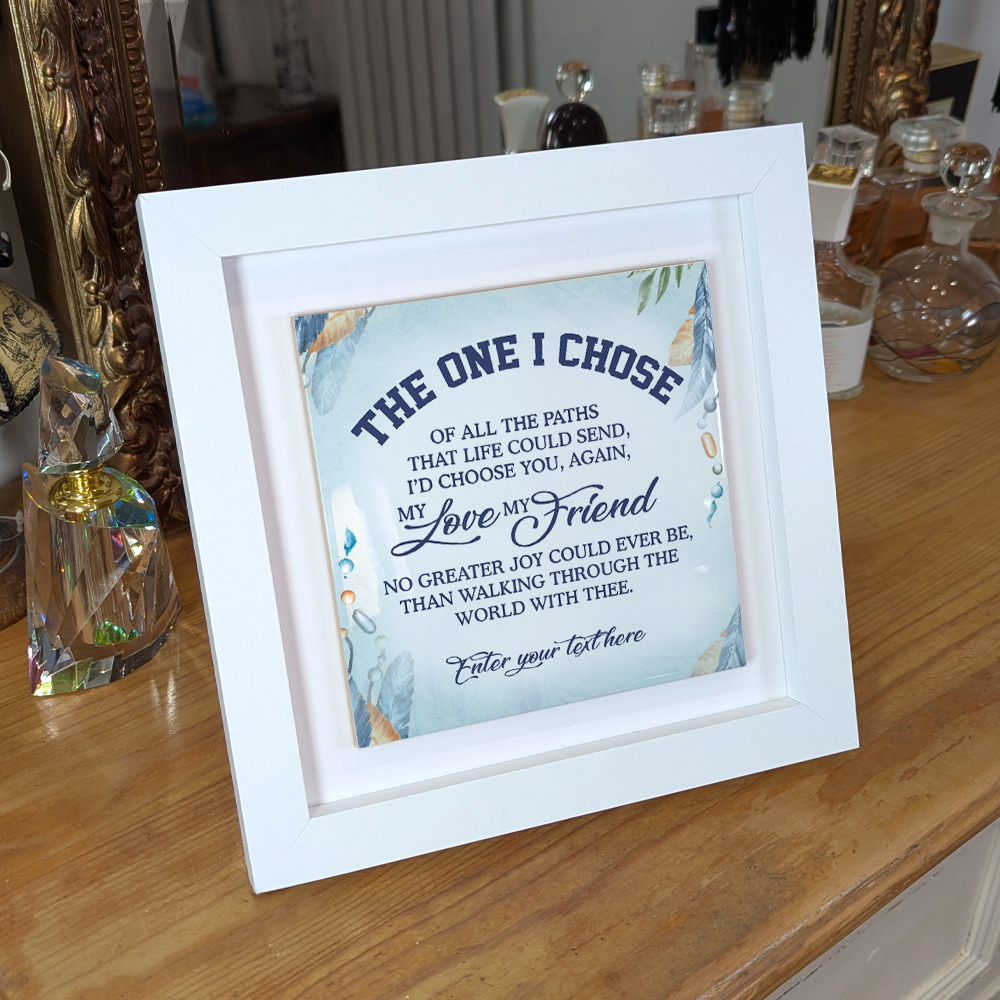 THE ONE I CHOSE
OF ALL THE PATHS
THAT LIFE COULD SEND,
I'D CHOOSE YOU, AGAIN,
MY Love MY Friend
NO GREATER JOY COULD EVER BE,
THAN WALKING THROUGH THE
WORLD WITH THEE.
Enter your text here